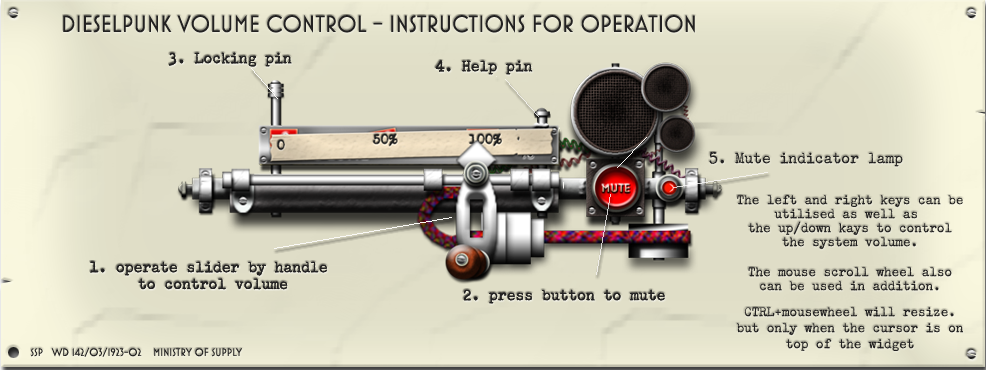 DIESELPUNK VOLUME CONTROL - INSTRUCTIONS FOR OPERATION
3. Locking pin
4. Help pin
0 50% 100%
MUTE
5. Mute indicator lamp
The left and right keys can be
utilised as well as
the up/down kays to control
the system volume.
1. operate slider by handle
to control volume
2. press button to mute
The mouse scroll wheel also
can be used in addition.
CTRL+mousewheel will resize.
but only when the cursor is on
top of the widget
SSP WD 142/03/1923-02 MINISTRY OF SUPPLY